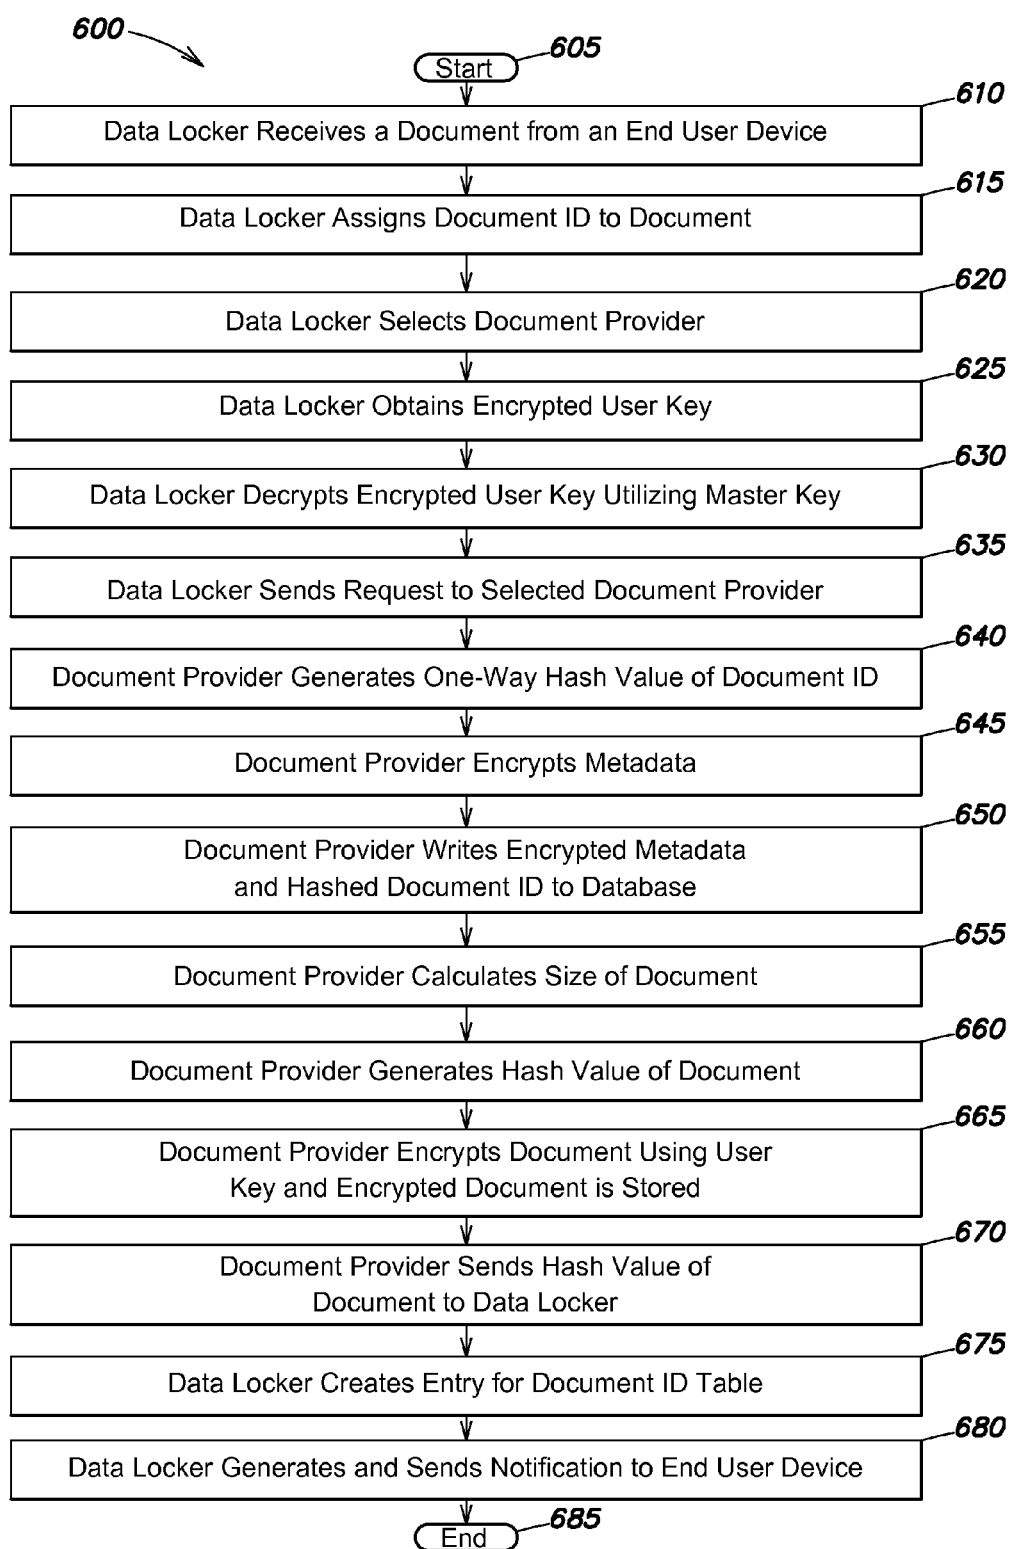 600
Start
605
610
Data Locker Receives a Document from an End User Device
615
Data Locker Assigns Document ID to Document
620
Data Locker Selects Document Provider
625
Data Locker Obtains Encrypted User Key
630
Data Locker Decrypts Encrypted User Key Utilizing Master Key
635
Data Locker Sends Request to Selected Document Provider
640
Document Provider Generates One-Way Hash Value of Document ID
645
Document Provider Encrypts Metadata
650
Document Provider Writes Encrypted Metadata
and Hashed Document ID to Database
655
Document Provider Calculates Size of Document
660
Document Provider Generates Hash Value of Document
665
Document Provider Encrypts Document Using User
Key and Encrypted Document is Stored
670
Document Provider Sends Hash Value of
Document to Data Locker
675
Data Locker Creates Entry for Document ID Table
680
Data Locker Generates and Sends Notification to End User Device
End
685